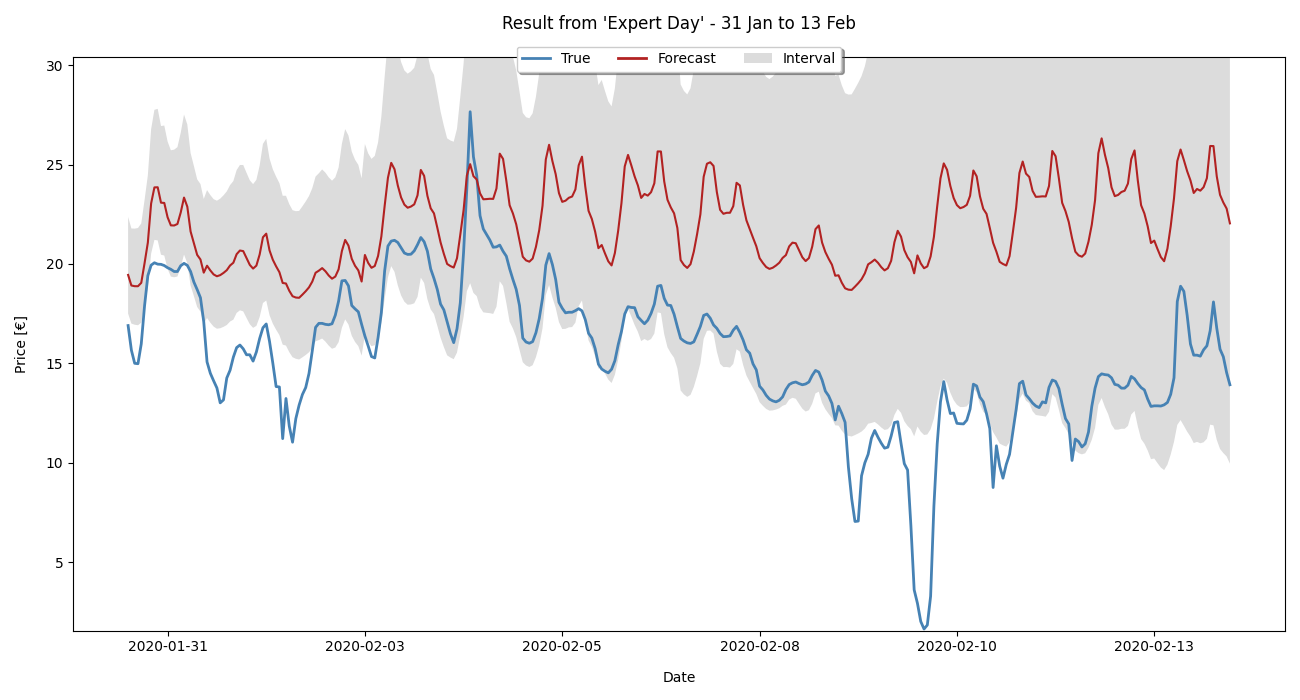 Result from 'Expert Day' - 31 Jan to 13 Feb
True Forecast Interval
30
25
20
15
10
5
Price [€]
2020-01-31 2020-02-03 2020-02-05 2020-02-08 2020-02-10 2020-02-13
Date